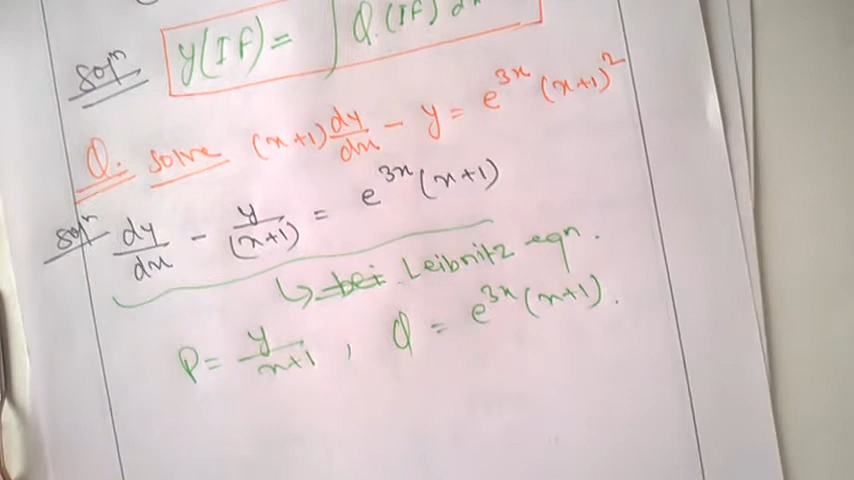 Solⁿ y(IF) = ∫ Q.(IF) dx
Q. Solve (x+1) dy/dx - y = e^3x (x+1)^2
Solⁿ dy/dx - y/(x+1) = e^3x (x+1)
↳ Leibnitz eqn.
P = y/x+1 , Q = e^3x (x+1).